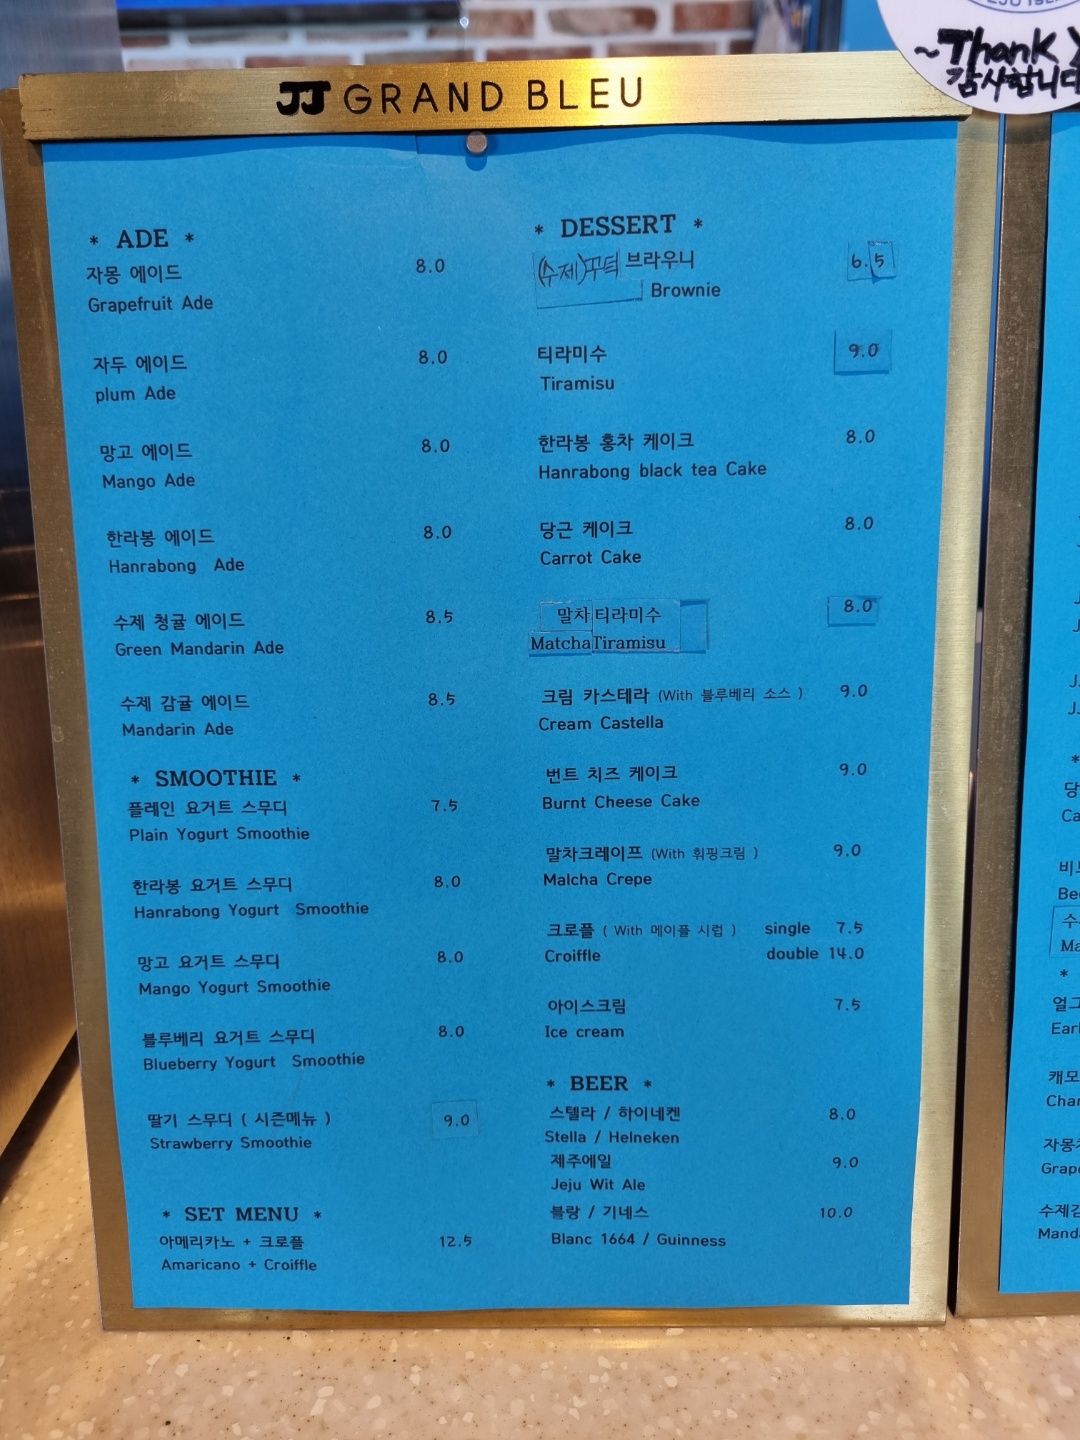 ~Thank
감사합니다
JJ GRAND BLEU
* ADE *
자몽 에이드 8.0
Grapefruit Ade
자두 에이드 8.0
plum Ade
망고 에이드 8.0
Mango Ade
한라봉 에이드 8.0
Hanrabong Ade
수제 청귤 에이드 8.5
Green Mandarin Ade
수제 감귤 에이드 8.5
Mandarin Ade
* SMOOTHIE *
플레인 요거트 스무디 7.5
Plain Yogurt Smoothie
한라봉 요거트 스무디 8.0
Hanrabong Yogurt Smoothie
망고 요거트 스무디 8.0
Mango Yogurt Smoothie
블루베리 요거트 스무디 8.0
Blueberry Yogurt Smoothie
딸기 스무디 ( 시즌메뉴 ) 9.0
Strawberry Smoothie
* SET MENU *
아메리카노 + 크로플 12.5
Amaricano + Croiffle
* DESSERT *
(수제)꾸덕 브라우니 6.5
Brownie
티라미수 9.0
Tiramisu
한라봉 홍차 케이크 8.0
Hanrabong black tea Cake
당근 케이크 8.0
Carrot Cake
말차티라미수 8.0
MatchaTiramisu
크림 카스테라 (With 블루베리 소스 ) 9.0
Cream Castella
번트 치즈 케이크 9.0
Burnt Cheese Cake
말차크레이프 (With 휘핑크림 ) 9.0
Malcha Crepe
크로플 ( With 메이플 시럽 ) single 7.5
Croiffle double 14.0
아이스크림 7.5
Ice cream
* BEER *
스텔라 / 하이네켄 8.0
Stella / Helneken
제주에일 9.0
Jeju Wit Ale
블랑 / 기네스 10.0
Blanc 1664 / Guinness